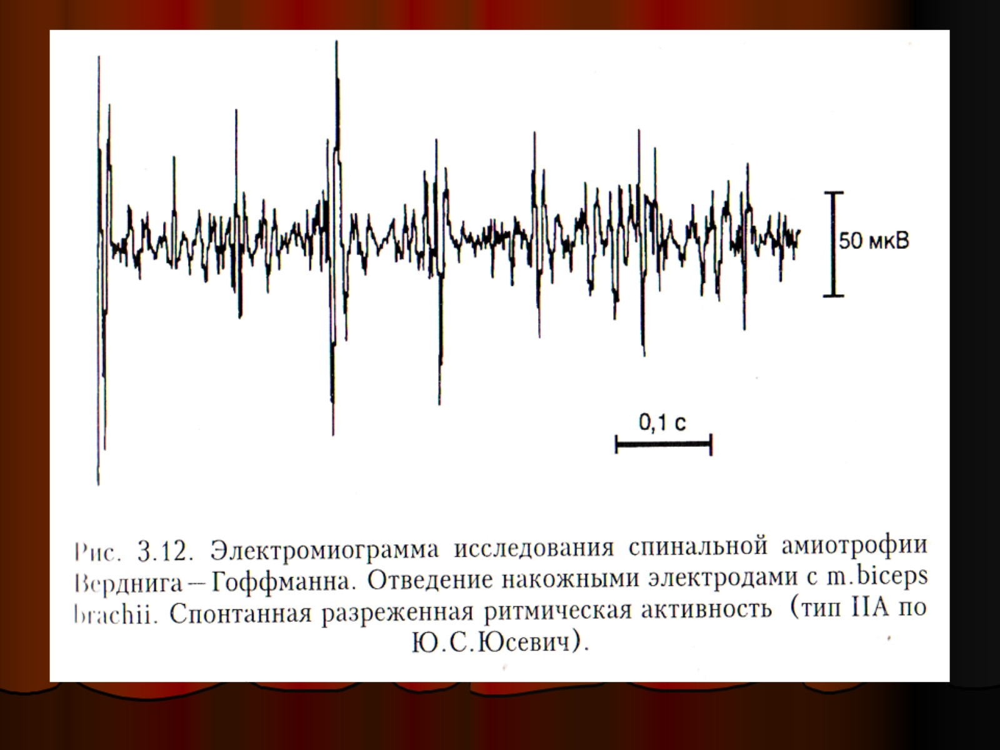 50 мкВ
0,1 с
Рис. 3.12. Электромиограмма исследования спинальной амиотрофии
Верднига — Гоффманна. Отведение накожными электродами с m.biceps
brachii. Спонтанная разреженная ритмическая активность (тип IIA по
Ю.С.Юсевич).